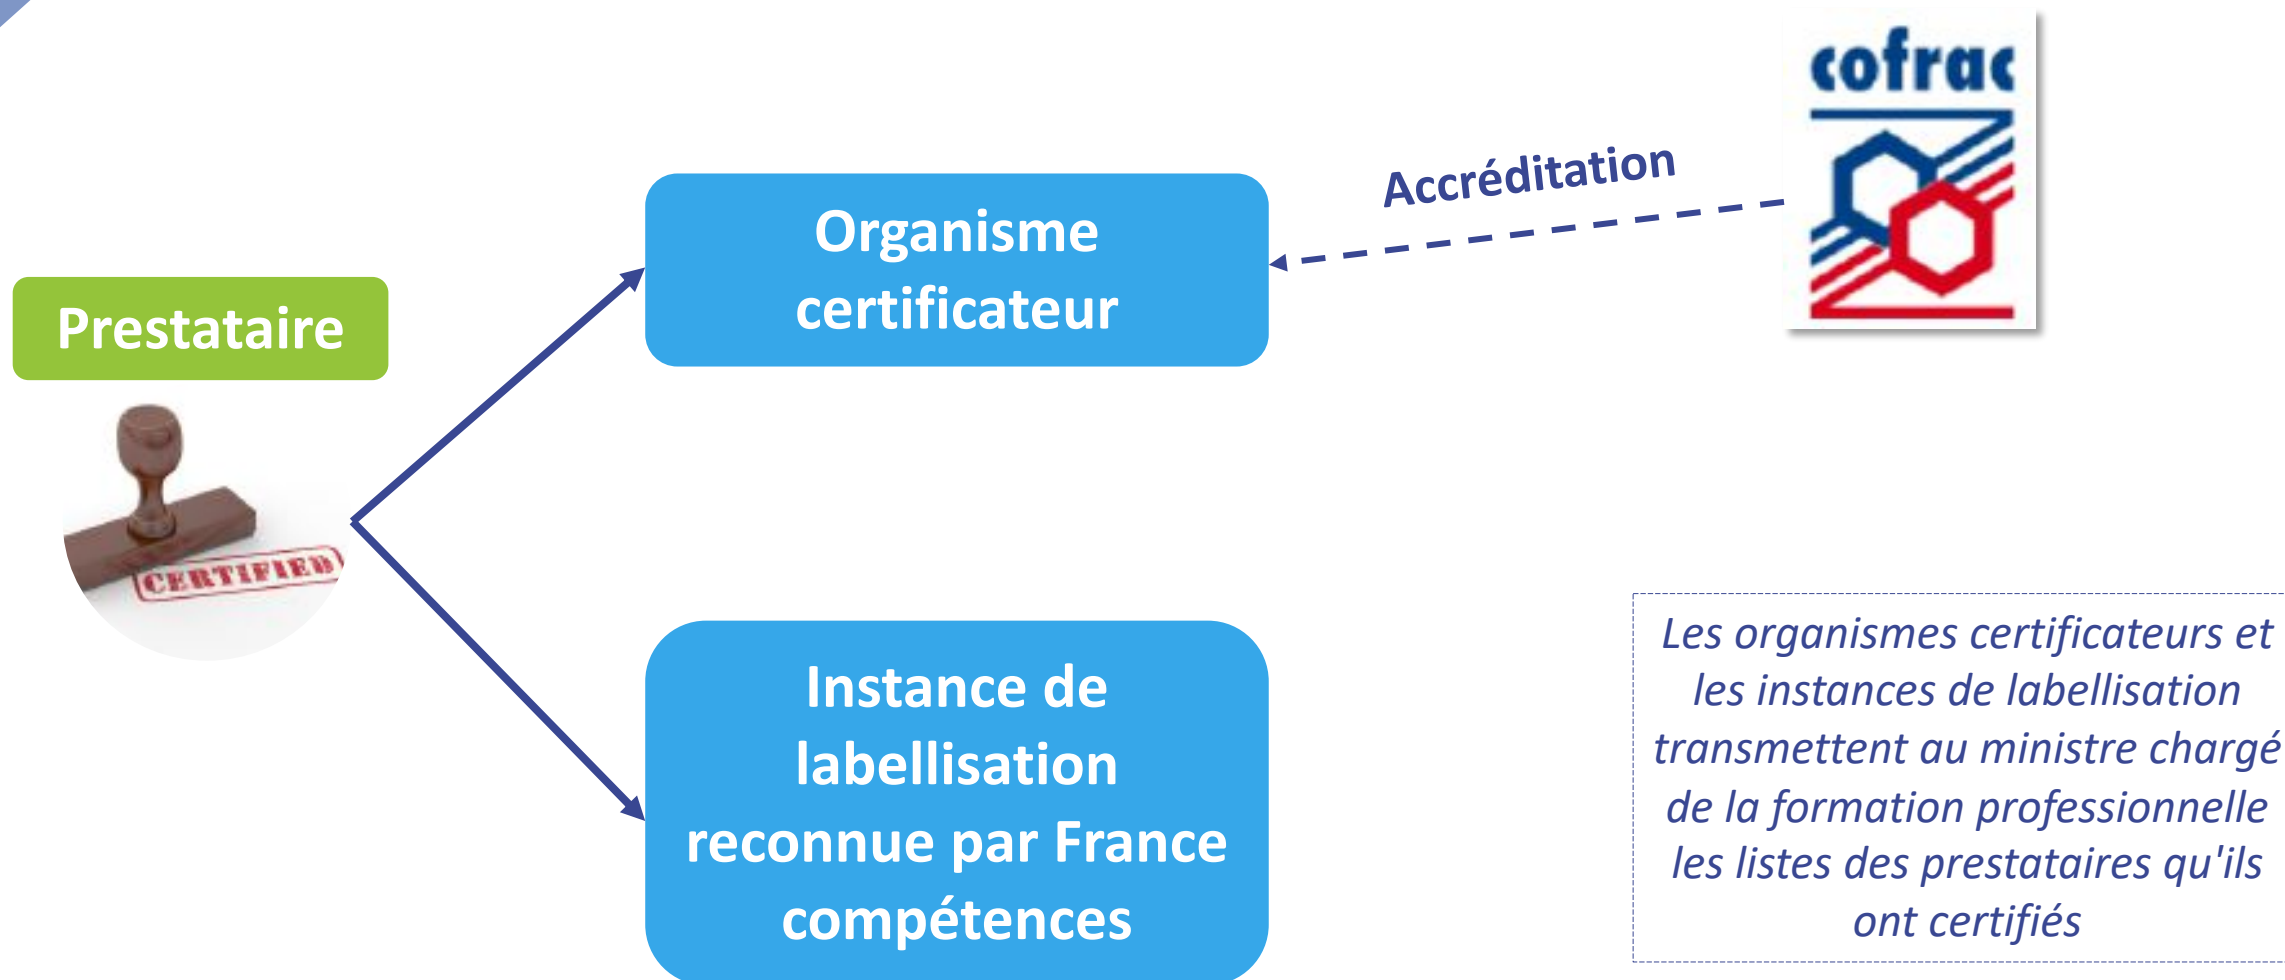 cofrac
Accréditation
Organisme
certificateur
Prestataire
CERTIFIED
Instance de
labellisation
reconnue par France
compétences
Les organismes certificateurs et
les instances de labellisation
transmettent au ministre chargé
de la formation professionnelle
les listes des prestataires qu'ils
ont certifiés